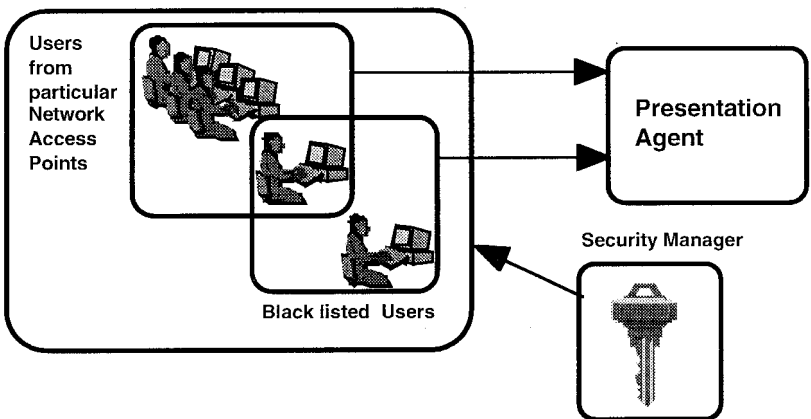 Users
from
particular
Network
Access
Points
Presentation
Agent
Security Manager
Black listed Users